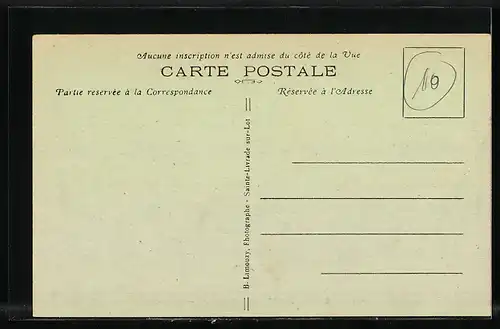 Aucune inscription n'est admise du côté de la Vue
CARTE POSTALE
Partie reservée à la Correspondance
Réservée à l'Adresse
10
B. Lamouxy, Photographe - Sainte-Livrade sur-Lot